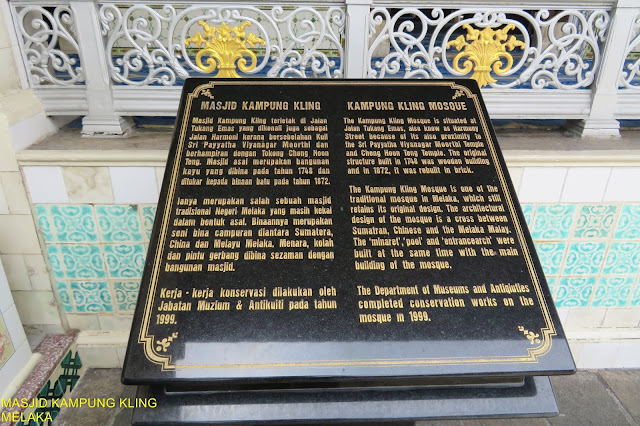 MASJID KAMPUNG KLING
Masjid Kampung Kling terletak di Jalan
Tukang Emas yang dikenali juga sebagai
Jalan Harmoni kerana bersebelahan Kuil
Sri Payyatha Viyanagar Moorthi dan
berhampiran dengan Tokong Cheng Hoon
Teng. Masjid asal merupakan bangunan
kayu yang dibina pada tahun 1748 dan
ditukar kepada binaan batu pada tahun 1872.
Ianya merupakan salah sebuah masjid
tradisional Negeri Melaka yang masih kekal
dalam bentuk asal. Binaannya merupakan
seni bina campuran diantara Sumatera,
China dan Melayu Melaka. Menara, kolah
dan pintu gerbang dibina sezaman dengan
bangunan masjid.
Kerja - kerja konservasi dilakukan oleh
Jabatan Muzium & Antikuiti pada tahun
1999.
KAMPUNG KLING MOSQUE
The Kampung Kling Mosque is situated at
Jalan Tukang Emas, also know as Harmony
Street because of its also proximity to
the Sri Payyatha Viyanagar Moorthi Temple
and Cheng Hoon Teng Temple. The original
structure built in 1748 was wooden building
and in 1872, it was rebuilt in brick.
The Kampung Kling Mosque is one of the
traditional mosque in Melaka, which still
retains its original design. The architectural
design of the mosque is a cross between
Sumatran, Chinese and the Melaka Malay.
The 'minaret', 'pool' and 'entrancearch' were
built at the same time with the main
building of the mosque.
The Department of Museums and Antiqiuties
completed conservation works on the
mosque in 1999.
MASJID KAMPUNG KLING
MELAKA